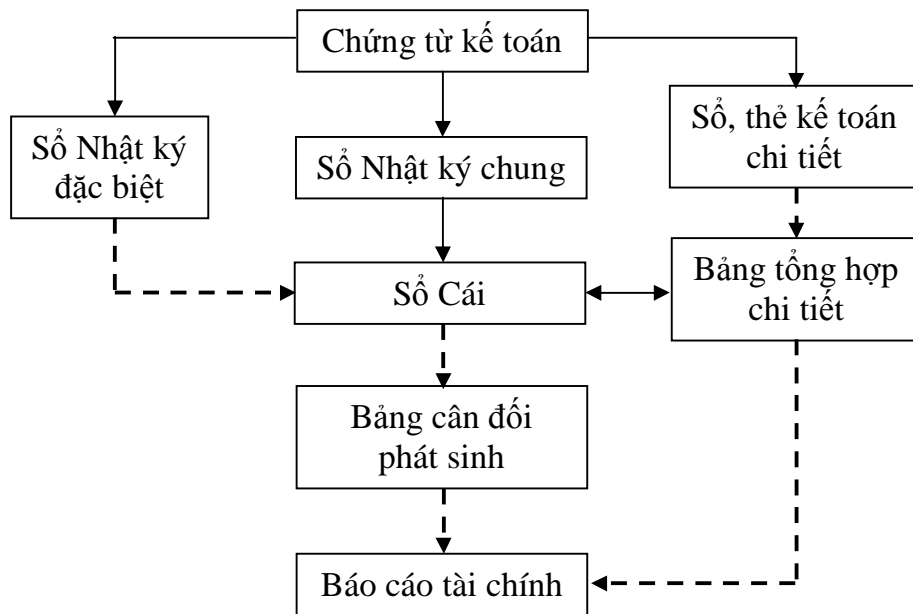 Chứng từ kế toán
Sổ Nhật ký
đặc biệt
Sổ Nhật ký chung
Sổ, thẻ kế toán
chi tiết
Sổ Cái
Bảng tổng hợp
chi tiết
Bảng cân đối
phát sinh
Báo cáo tài chính